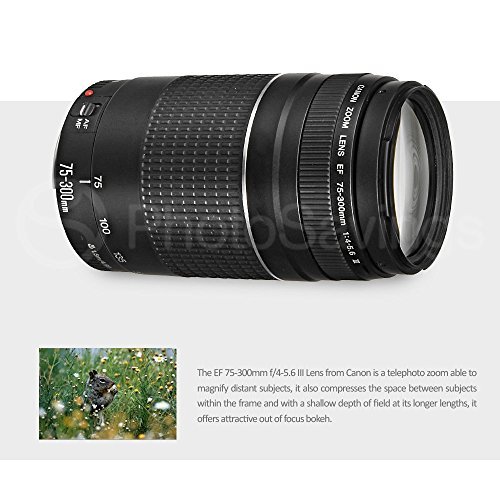 CANON ZOOM LENS EF 75-300mm 1:4-5.6 III
AF
MF
75-300mm
75
100
135
PhotoSavings
The EF 75-300mm f/4-5.6 III Lens from Canon is a telephoto zoom able to
magnify distant subjects, it also compresses the space between subjects
within the frame and with a shallow depth of field at its longer lengths, it
offers attractive out of focus bokeh.